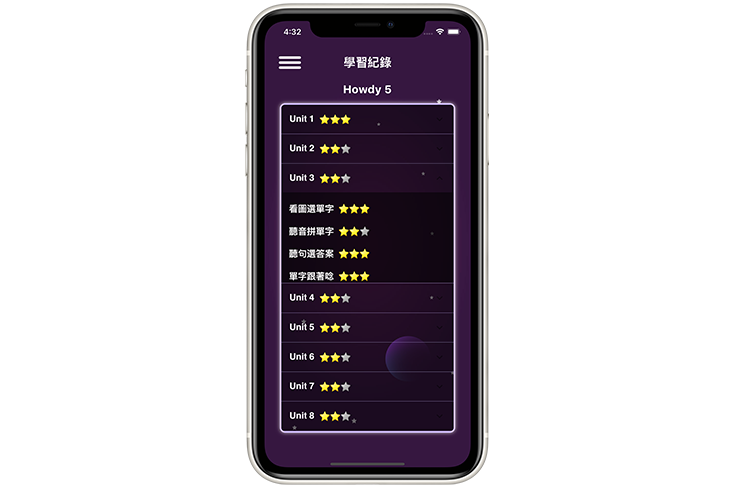 4:32
學習紀錄
Howdy 5
Unit 1
Unit 2
Unit 3
看圖選單字
聽音拼單字
聽句選答案
單字跟著唸
Unit 4
Unit 5
Unit 6
Unit 7
Unit 8